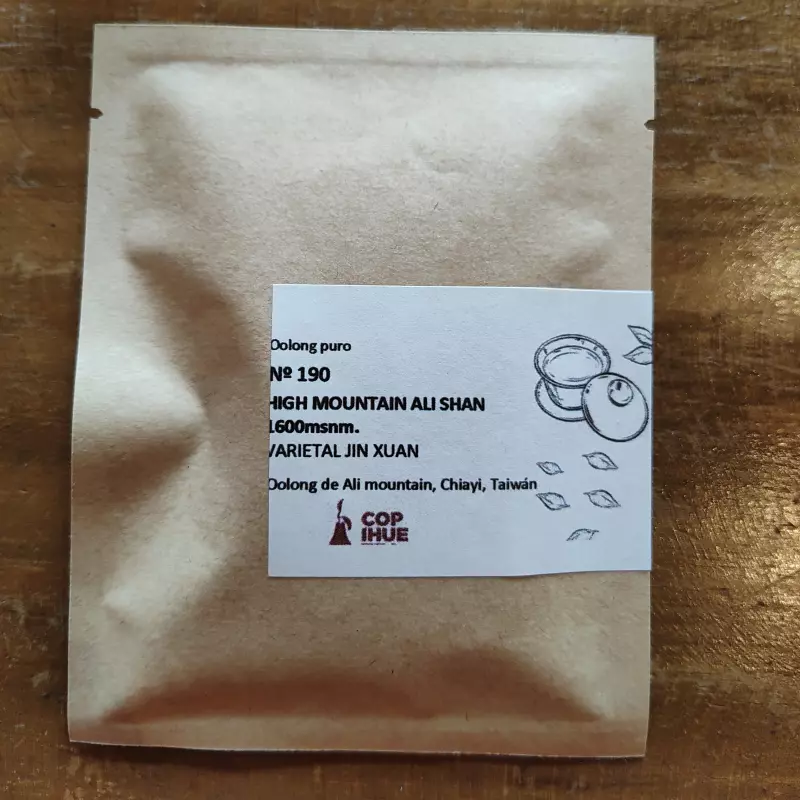 Oolong puro
Nº 190
HIGH MOUNTAIN ALI SHAN
1600msnm.
VARIETAL JIN XUAN
Oolong de Ali mountain, Chiayi, Taiwán
COP
IHUE